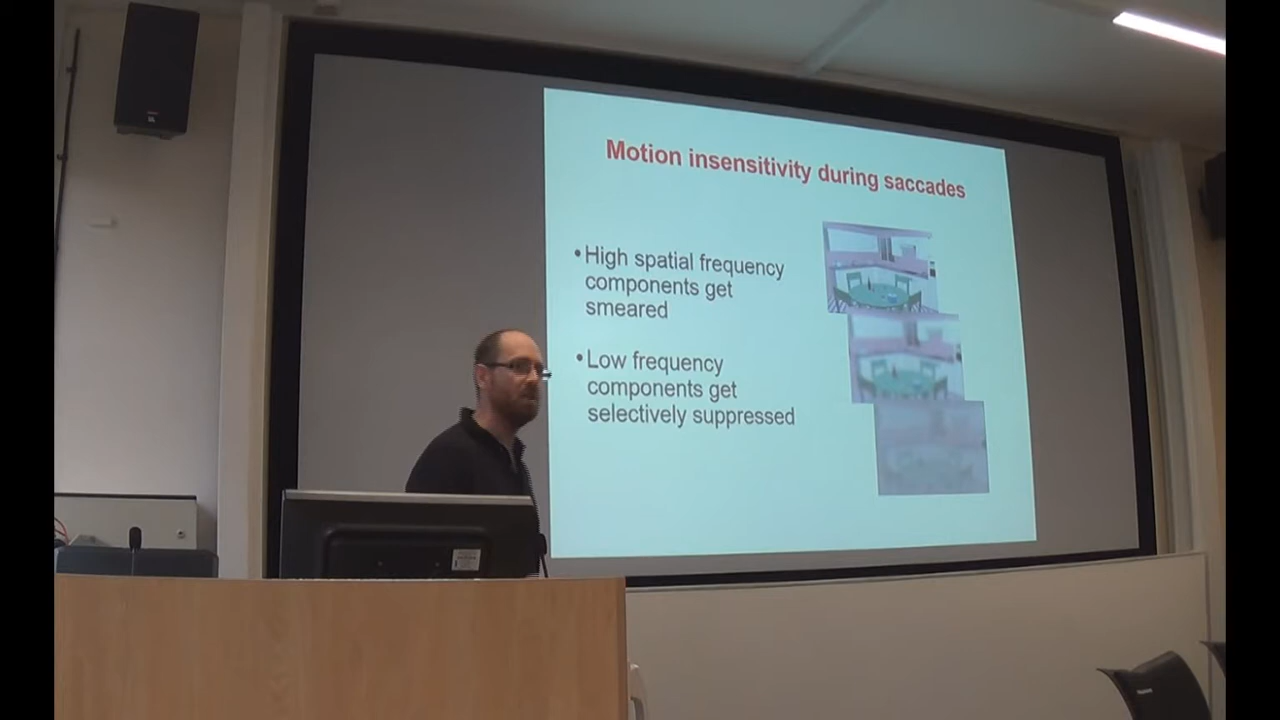 Motion insensitivity during saccades
•High spatial frequency
components get
smeared
•Low frequency
components get
selectively suppressed